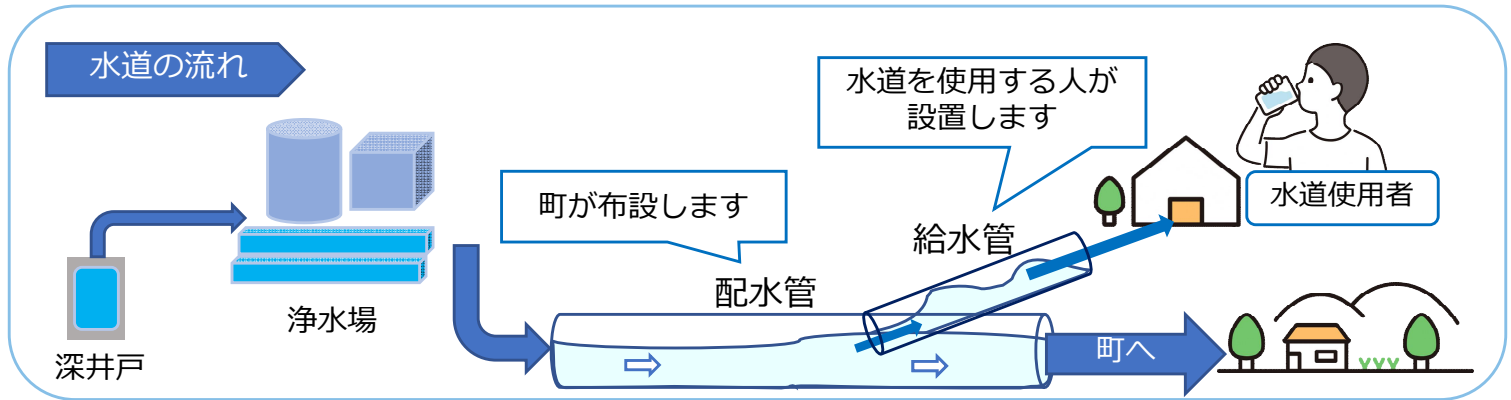 水道の流れ
水道を使用する人が
設置します
町が布設します
水道使用者
給水管
配水管
浄水場
町へ
深井戸